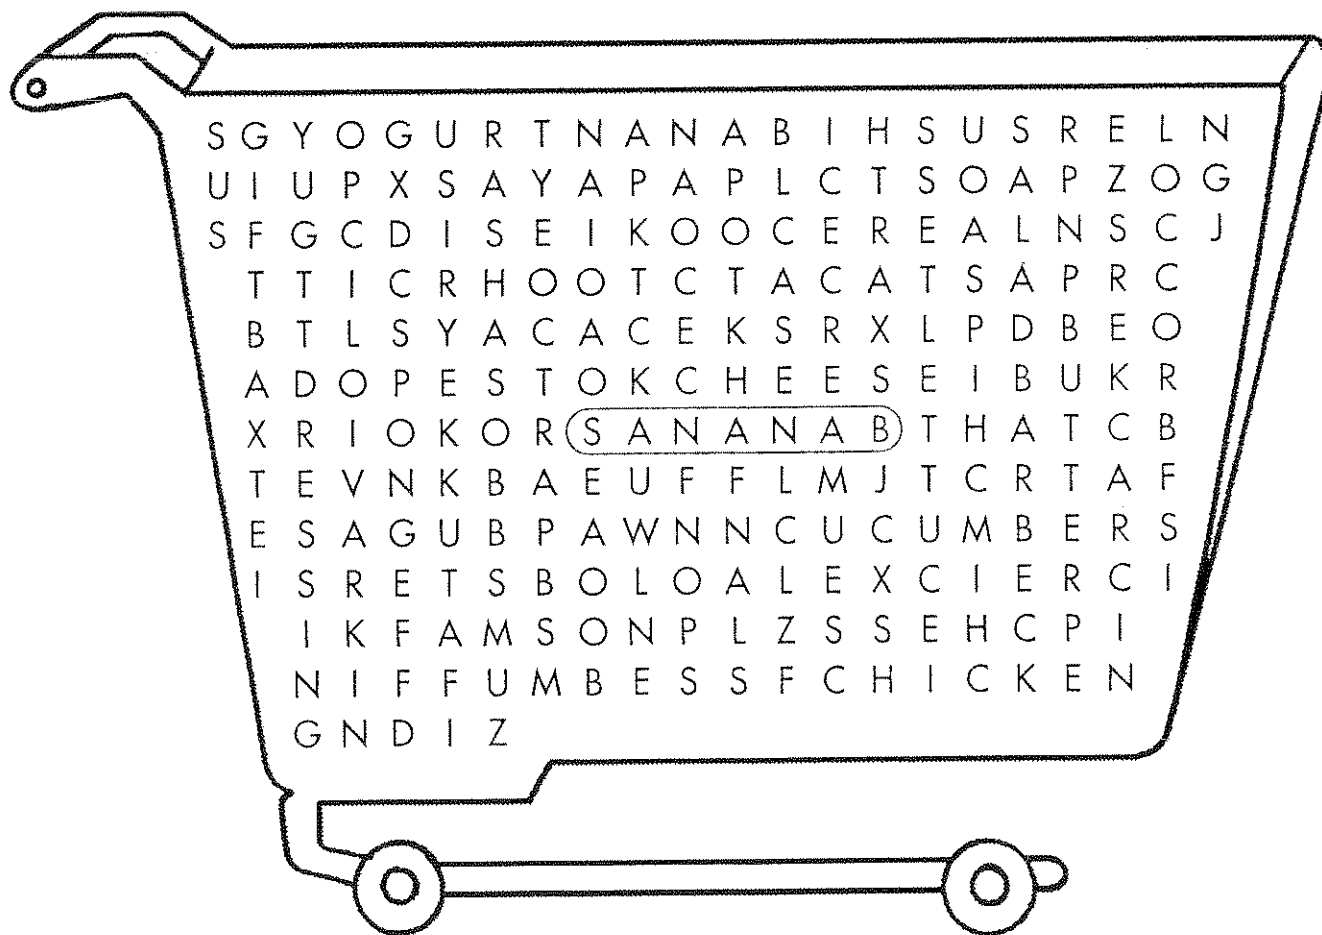 S G Y O G U R T N A N A B I H S U S R E L N
U I U P X S A Y A P A P L C T S O A P Z O G
S F G C D I S E I K O O C E R E A L N S C J
T T I C R H O O T C T A C A T S A P R C
B T L S Y A C A C E K S R X L P D B E O
A D O P E S T O K C H E E S E I B U K R
X R I O K O R S A N A N A B T H A T C B
T E V N K B A E U F F L M J T C R T A F
E S A G U B P A W N N C U C U M B E R S
I S R E T S B O L O A L E X C I E R C I
I K F A M S O N P L Z S S E H C P I
N I F F U M B E S S F C H I C K E N
G N D I Z